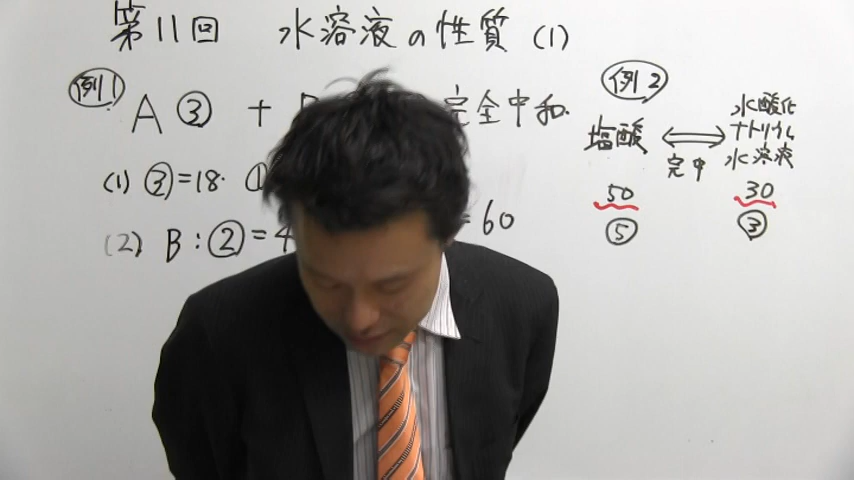 第11回 水溶液の性質(1)
例1
A③ + 完全中和.
(1) ③=18.
(2) B:②=4 =60
例2
塩酸 ⇔ 水酸化ナトリウム水溶液
完中
50 30
⑤ ③